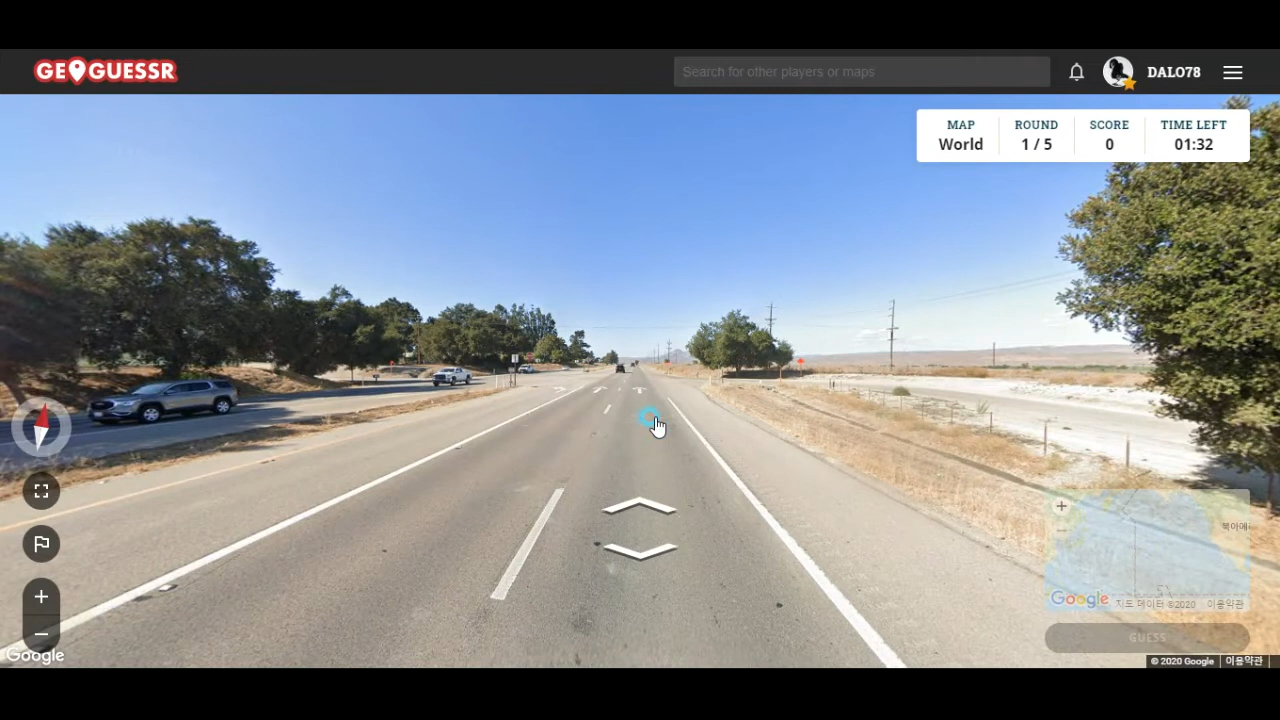 GEOGUESSR
Search for other players or maps
DALO78
MAP ROUND SCORE TIME LEFT
World 1 / 5 0 01:32
+
북아메
Google 지도 데이터 ©2020 이용약관
GUESS
+
−
Google
© 2020 Google 이용약관